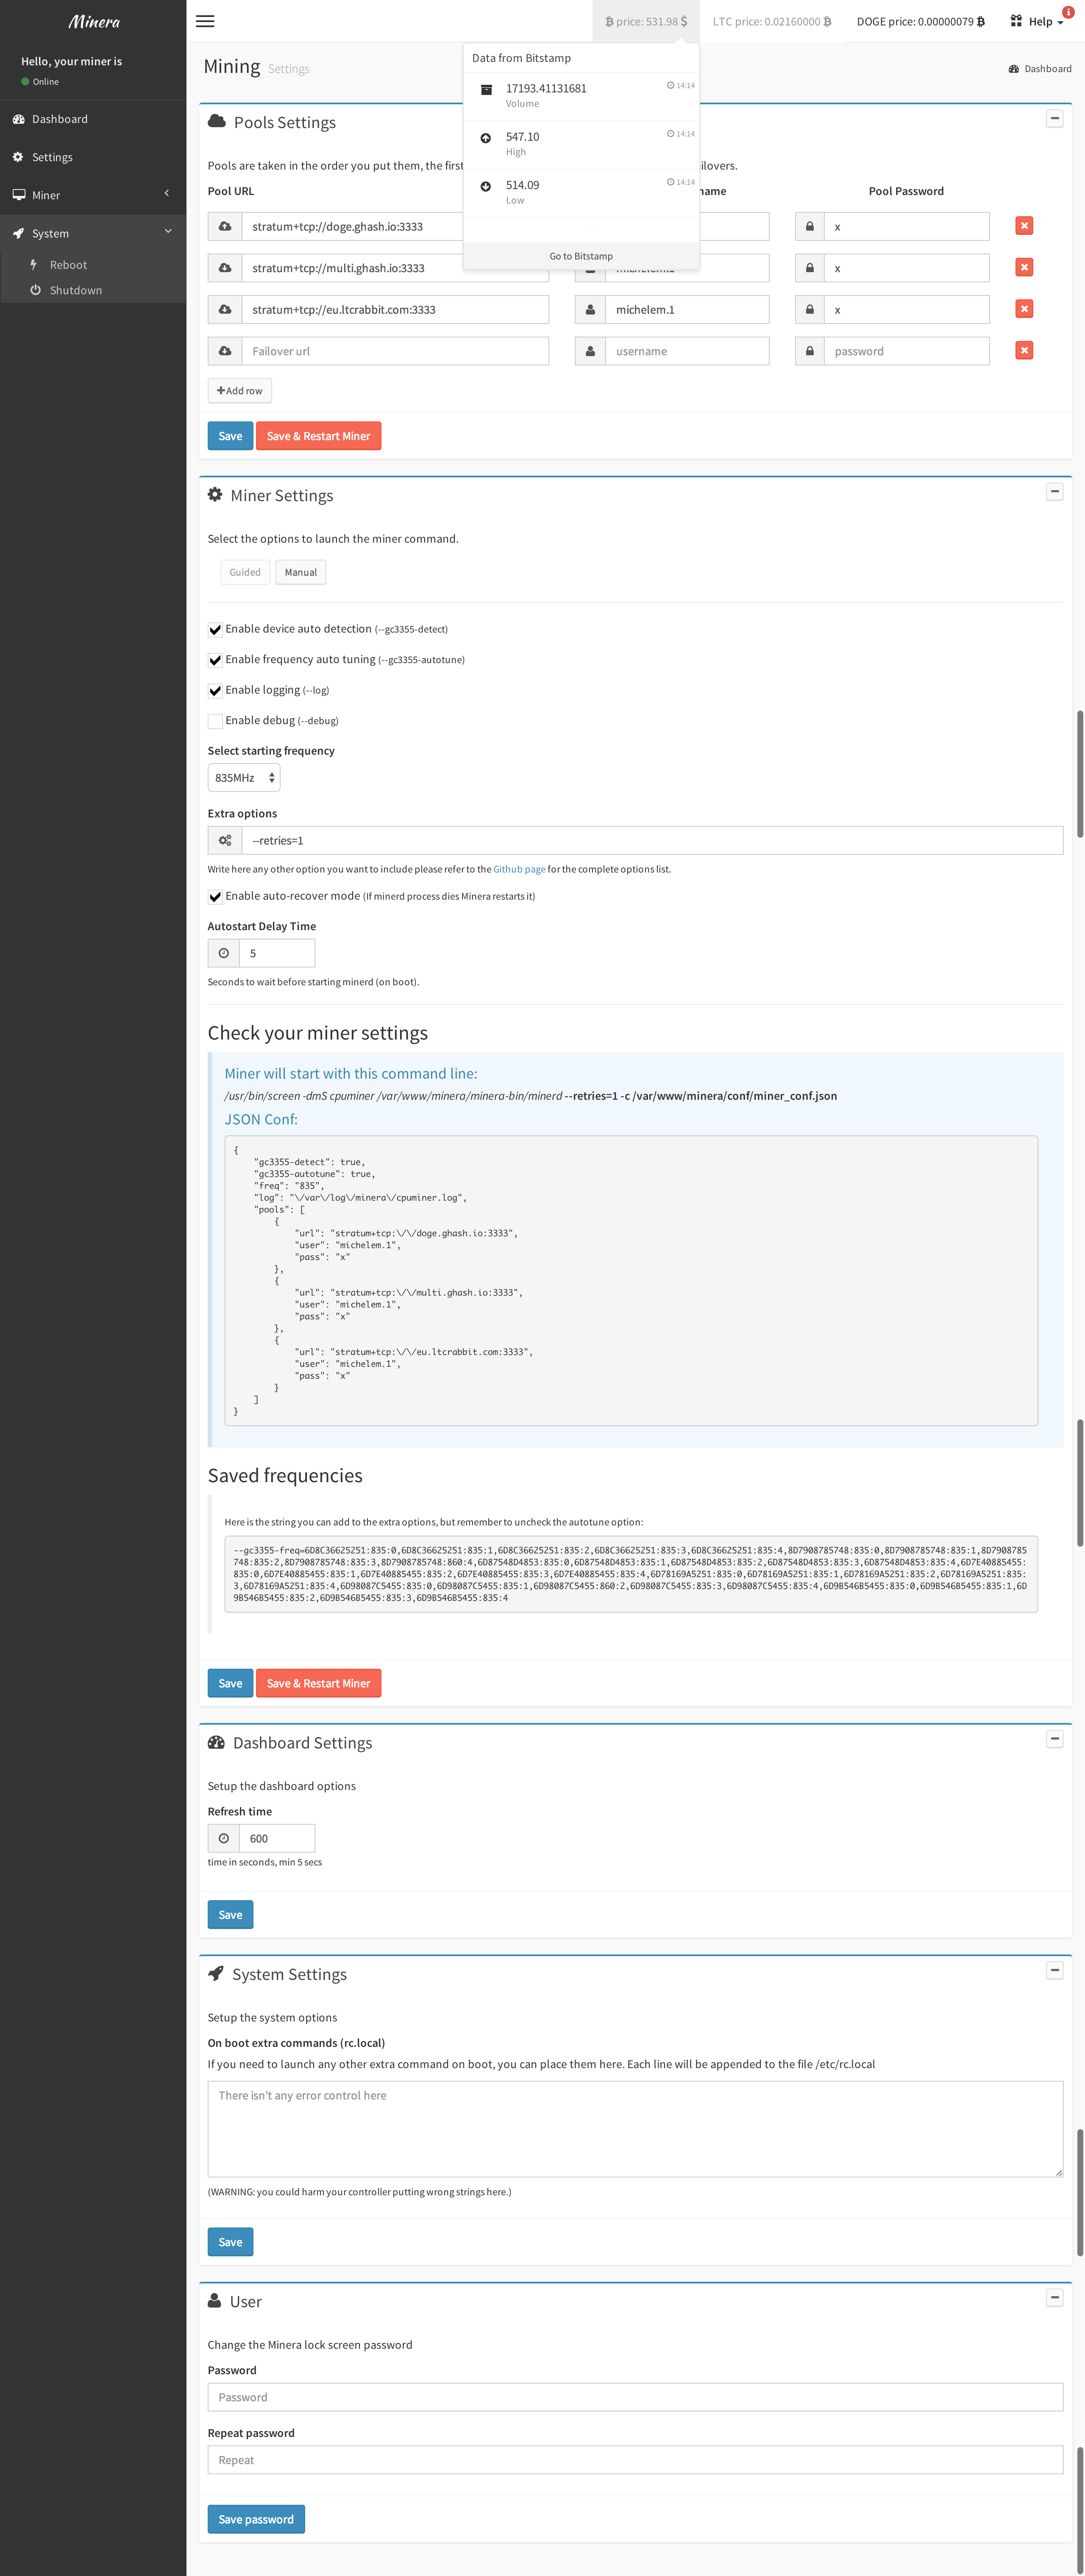 Minera
Hello, your miner is
Online
Dashboard
Settings
Miner
System
Reboot
Shutdown
price: 531.98 $
LTC price: 0.02160000
DOGE price: 0.00000079
Help
Data from Bitstamp
17193.41131681
14:14
Volume
547.10
14:14
High
514.09
14:14
Low
Go to Bitstamp
Mining Settings
Dashboard
Pools Settings
Pools are taken in the order you put them, the first
Pool URL
Pool Password
stratum+tcp://doge.ghash.io:3333
x
stratum+tcp://multi.ghash.io:3333
michelem.1
x
stratum+tcp://eu.ltcrabbit.com:3333
michelem.1
x
Failover url
username
password
Add row
Save
Save & Restart Miner
Miner Settings
Select the options to launch the miner command.
Guided
Manual
Enable device auto detection (--gc3355-detect)
Enable frequency auto tuning (--gc3355-autotune)
Enable logging (--log)
Enable debug (--debug)
Select starting frequency
835MHz
Extra options
--retries=1
Write here any other option you want to include please refer to the Github page for the complete options list.
Enable auto-recover mode (If minerd process dies Minera restarts it)
Autostart Delay Time
5
Seconds to wait before starting minerd (on boot).
Check your miner settings
Miner will start with this command line:
/usr/bin/screen -dmS cpuminer /var/www/minera/minera-bin/minerd --retries=1 -c /var/www/minera/conf/miner_conf.json
JSON Conf:
{
"gc3355-detect": true,
"gc3355-autotune": true,
"freq": "835",
"log": "\/var\/log\/minera\/cpuminer.log",
"pools": [
{
"url": "stratum+tcp:\/\/doge.ghash.io:3333",
"user": "michelem.1",
"pass": "x"
},
{
"url": "stratum+tcp:\/\/multi.ghash.io:3333",
"user": "michelem.1",
"pass": "x"
},
{
"url": "stratum+tcp:\/\/eu.ltcrabbit.com:3333",
"user": "michelem.1",
"pass": "x"
}
]
}
Saved frequencies
Here is the string you can add to the extra options, but remember to uncheck the autotune option:
--gc3355-freq=6D8C36625251:835:0,6D8C36625251:835:1,6D8C36625251:835:2,6D8C36625251:835:3,6D8C36625251:835:4,8D7908785748:835:0,8D7908785748:835:1,8D7908785
748:835:2,8D7908785748:835:3,8D7908785748:860:4,6D87548D4853:835:0,6D87548D4853:835:1,6D87548D4853:835:2,6D87548D4853:835:3,6D87548D4853:835:4,6D7E40885455:
835:0,6D7E40885455:835:1,6D7E40885455:835:2,6D7E40885455:835:3,6D7E40885455:835:4,6D78169A5251:835:0,6D78169A5251:835:1,6D78169A5251:835:2,6D78169A5251:835:
3,6D78169A5251:835:4,6D98087C5455:835:0,6D98087C5455:835:1,6D98087C5455:860:2,6D98087C5455:835:3,6D98087C5455:835:4,6D9B546B5455:835:0,6D9B546B5455:835:1,6D
9B546B5455:835:2,6D9B546B5455:835:3,6D9B546B5455:835:4
Save
Save & Restart Miner
Dashboard Settings
Setup the dashboard options
Refresh time
600
time in seconds, min 5 secs
Save
System Settings
Setup the system options
On boot extra commands (rc.local)
If you need to launch any other extra command on boot, you can place them here. Each line will be appended to the file /etc/rc.local
There isn't any error control here
(WARNING: you could harm your controller putting wrong strings here.)
Save
User
Change the Minera lock screen password
Password
Password
Repeat password
Repeat
Save password